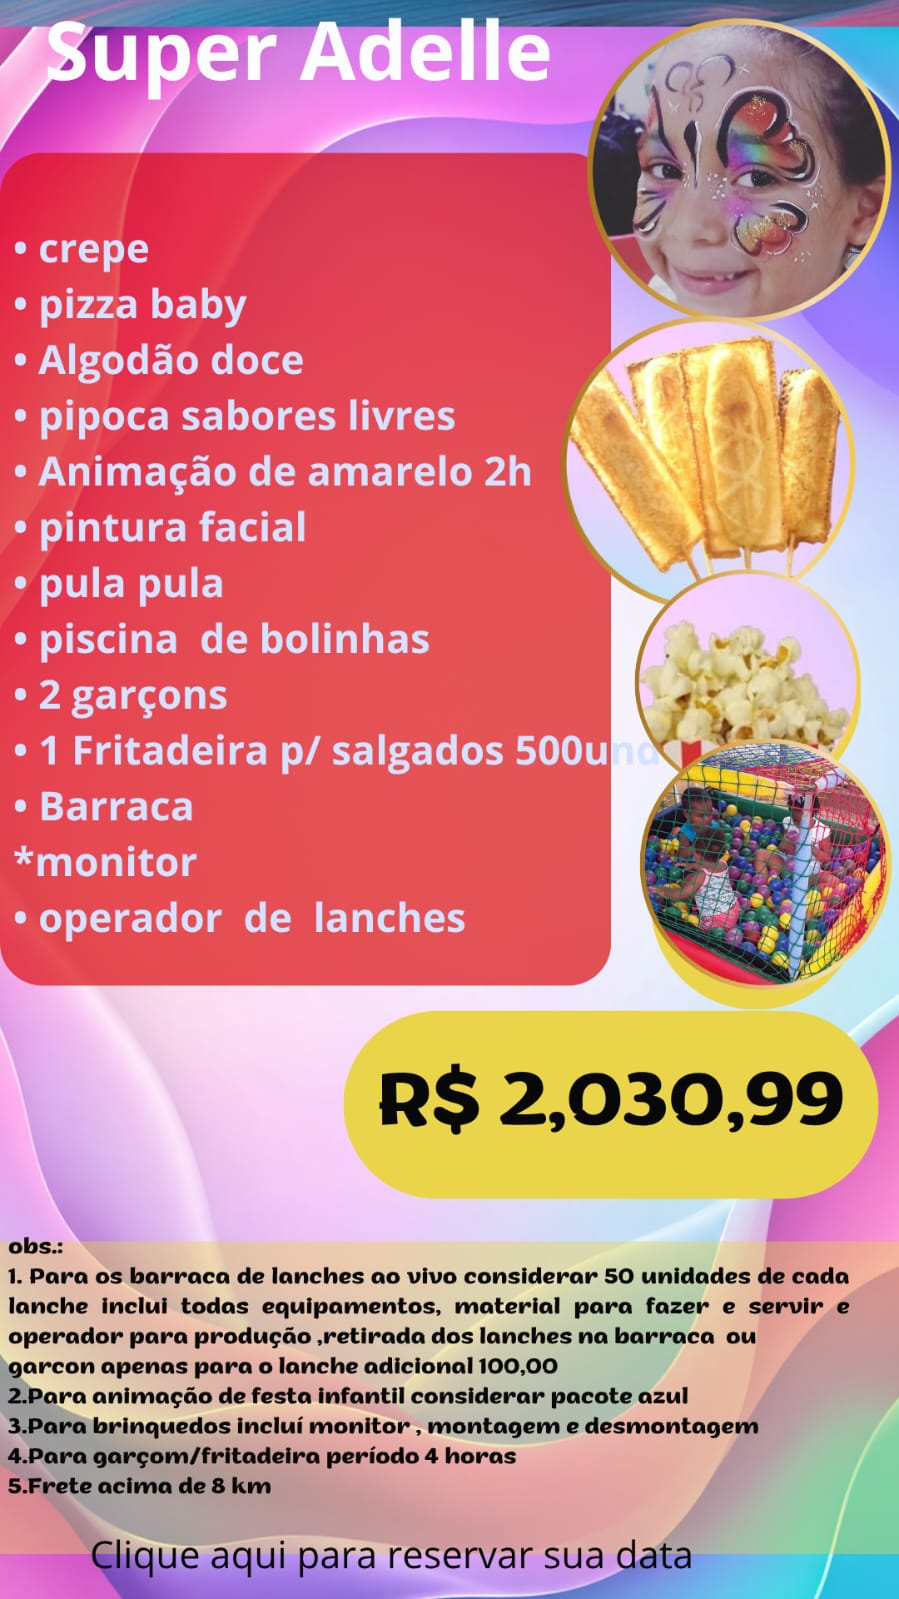 Super Adelle
• crepe
• pizza baby
• Algodão doce
• pipoca sabores livres
• Animação de amarelo 2h
• pintura facial
• pula pula
• piscina de bolinhas
• 2 garçons
• 1 Fritadeira p/ salgados 500und
• Barraca
*monitor
• operador de lanches
R$ 2,030,99
obs.:
1. Para os barraca de lanches ao vivo considerar 50 unidades de cada
lanche inclui todas equipamentos, material para fazer e servir e
operador para produção ,retirada dos lanches na barraca ou
garcon apenas para o lanche adicional 100,00
2.Para animação de festa infantil considerar pacote azul
3.Para brinquedos incluí monitor , montagem e desmontagem
4.Para garçom/fritadeira período 4 horas
5.Frete acima de 8 km
Clique aqui para reservar sua data